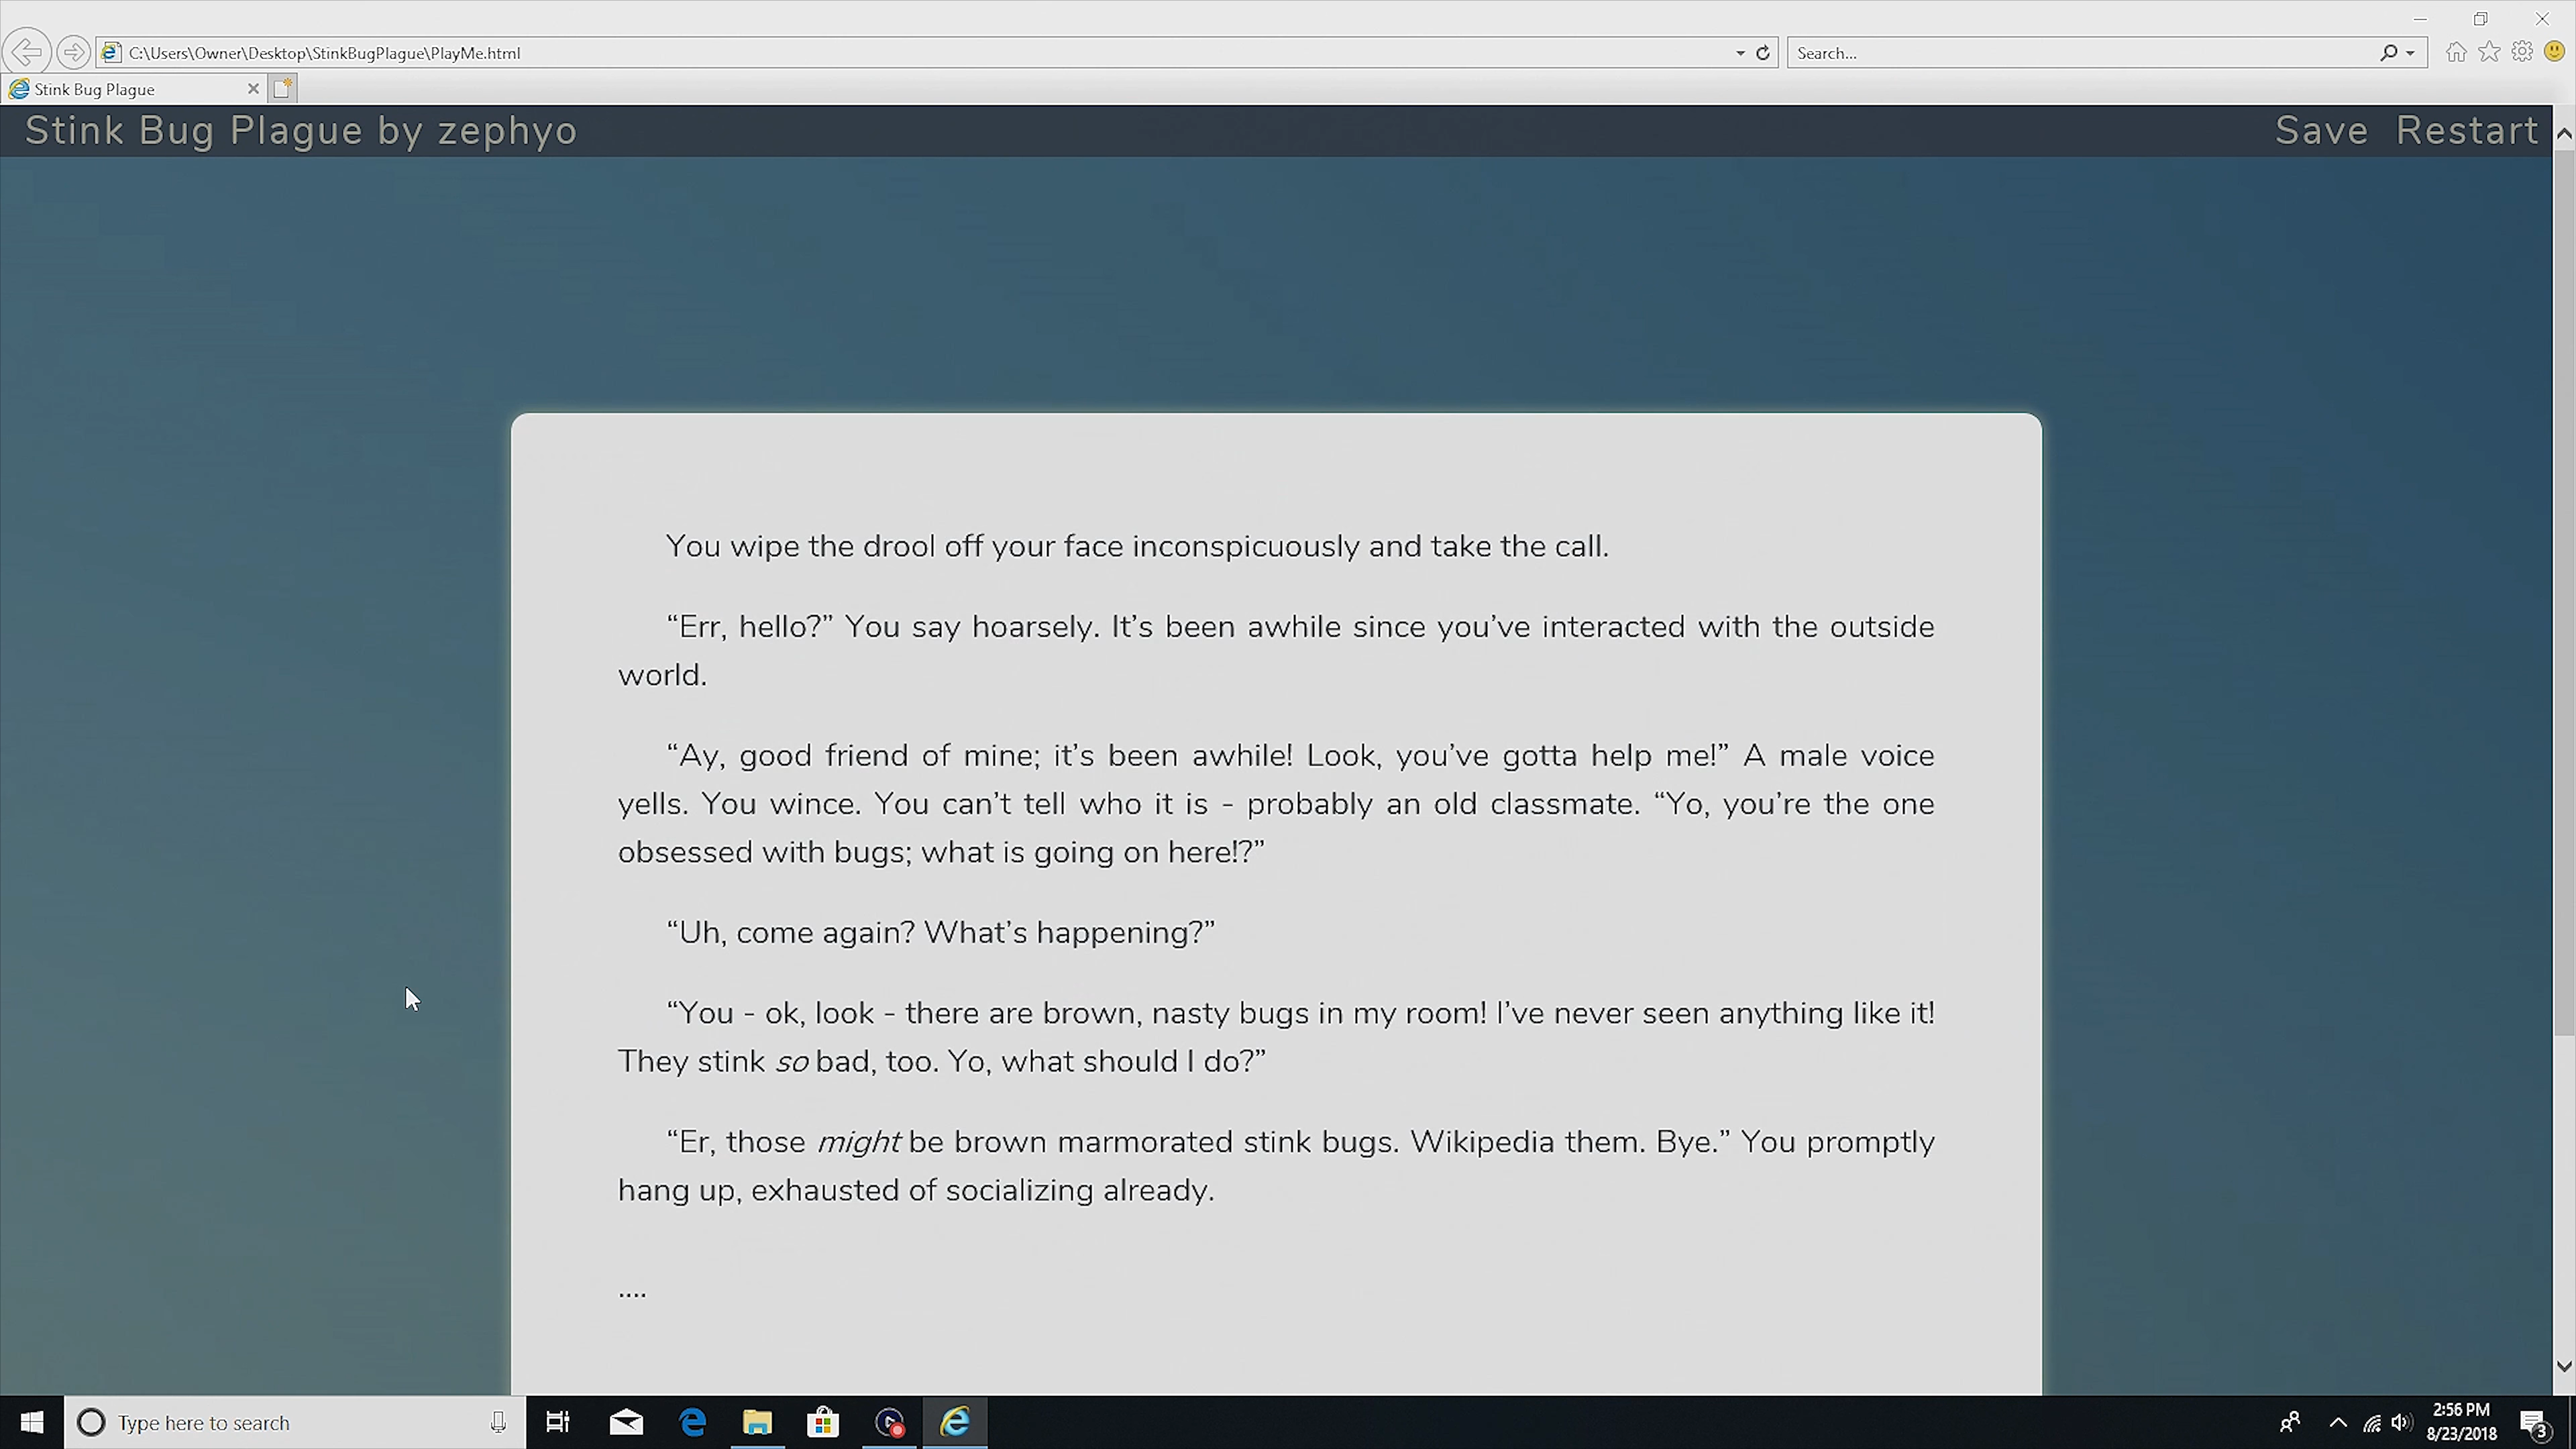 C:\Users\Owner\Desktop\StinkBugPlague\PlayMe.html
Search...
Stink Bug Plague
Stink Bug Plague by zephyo
Save Restart
You wipe the drool off your face inconspicuously and take the call.
“Err, hello?” You say hoarsely. It’s been awhile since you’ve interacted with the outside
world.
“Ay, good friend of mine; it’s been awhile! Look, you’ve gotta help me!” A male voice
yells. You wince. You can’t tell who it is - probably an old classmate. “Yo, you’re the one
obsessed with bugs; what is going on here!?”
“Uh, come again? What’s happening?”
“You - ok, look - there are brown, nasty bugs in my room! I’ve never seen anything like it!
They stink so bad, too. Yo, what should I do?”
“Er, those might be brown marmorated stink bugs. Wikipedia them. Bye.” You promptly
hang up, exhausted of socializing already.
....
Type here to search
2:56 PM
8/23/2018
3